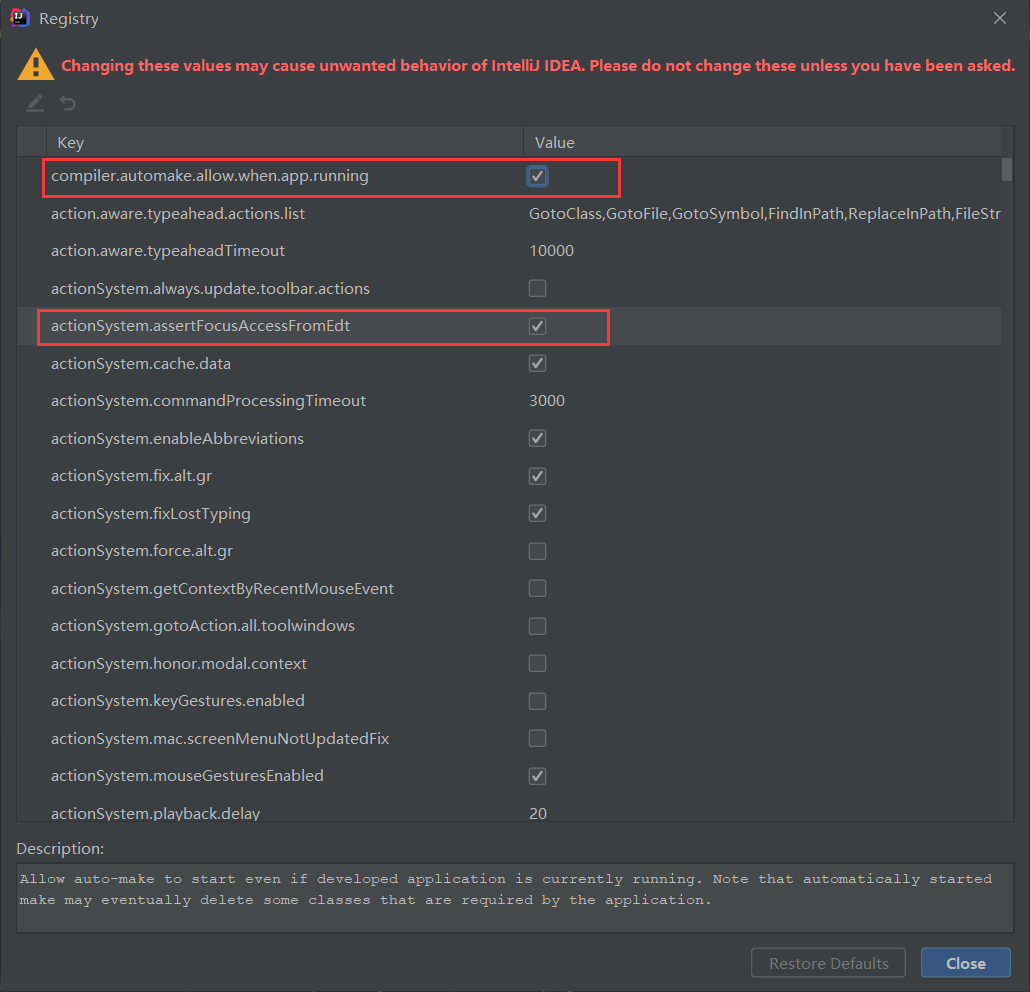 Registry
Changing these values may cause unwanted behavior of IntelliJ IDEA. Please do not change these unless you have been asked.
Key Value
compiler.automake.allow.when.app.running
action.aware.typeahead.actions.list GotoClass,GotoFile,GotoSymbol,FindInPath,ReplaceInPath,FileStr
action.aware.typeaheadTimeout 10000
actionSystem.always.update.toolbar.actions
actionSystem.assertFocusAccessFromEdt
actionSystem.cache.data
actionSystem.commandProcessingTimeout 3000
actionSystem.enableAbbreviations
actionSystem.fix.alt.gr
actionSystem.fixLostTyping
actionSystem.force.alt.gr
actionSystem.getContextByRecentMouseEvent
actionSystem.gotoAction.all.toolwindows
actionSystem.honor.modal.context
actionSystem.keyGestures.enabled
actionSystem.mac.screenMenuNotUpdatedFix
actionSystem.mouseGesturesEnabled
actionSystem.playback.delay 20
Description:
Allow auto-make to start even if developed application is currently running. Note that automatically started
make may eventually delete some classes that are required by the application.
Restore Defaults Close